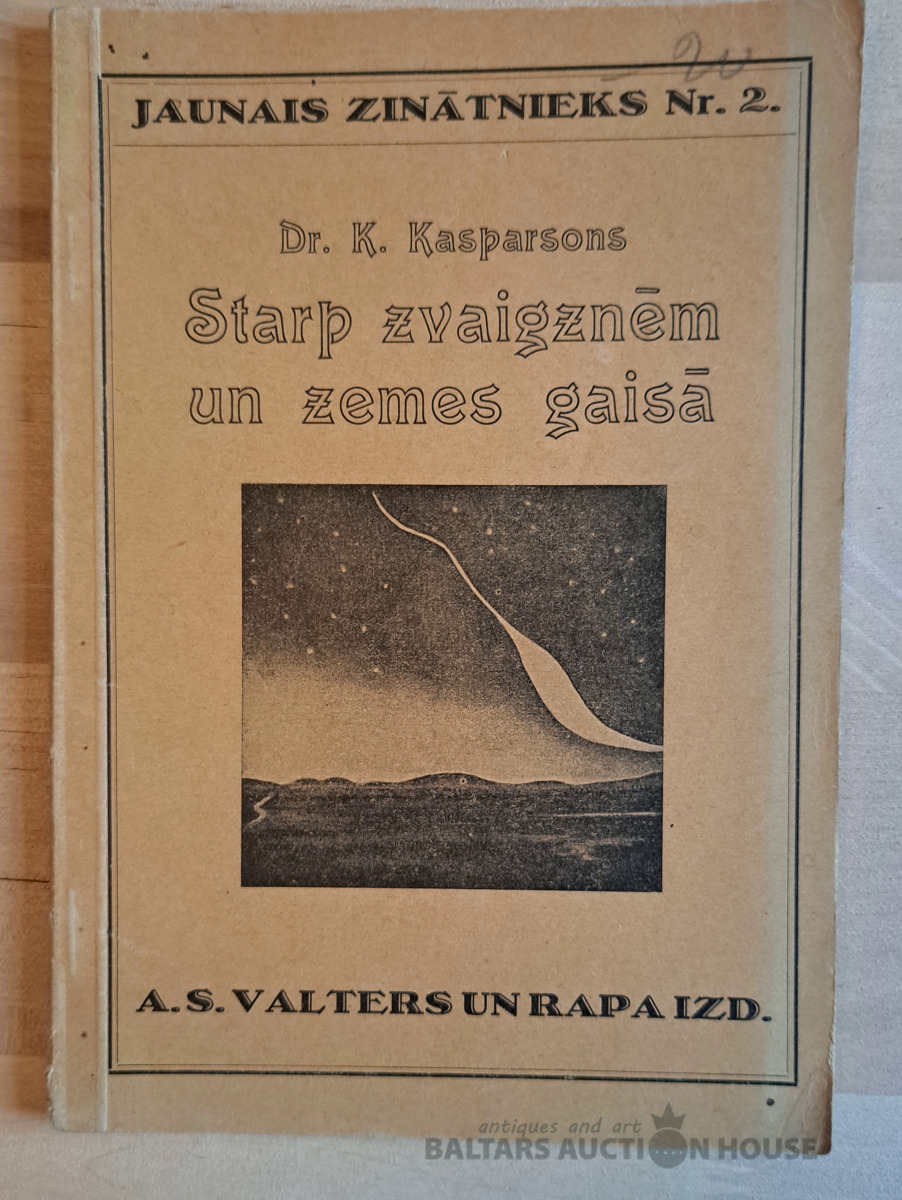 JAUNAIS ZINĀTNIEKS Nr. 2.
Dr. K. Kasparsons
Starp zvaigznēm
un zemes gaisā
A. S. VALTERS UN RAPA IZD.
antiques and art
BALTARS AUCTION HOUSE